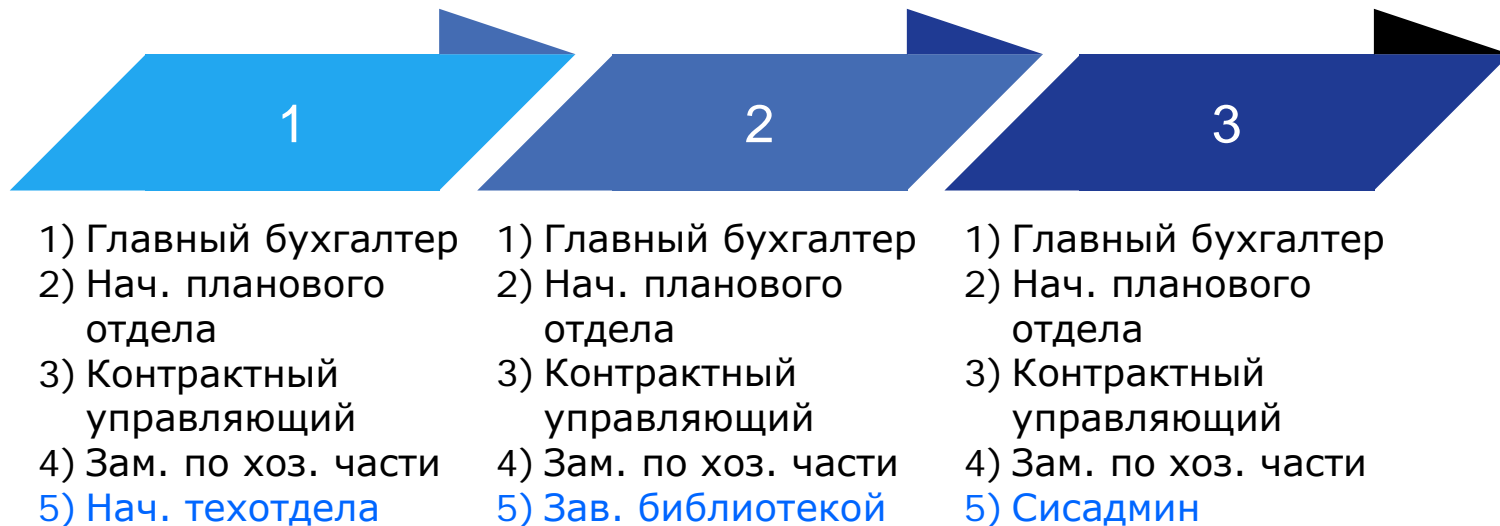 1
1) Главный бухгалтер
2) Нач. планового
отдела
3) Контрактный
управляющий
4) Зам. по хоз. части
5) Нач. техотдела
2
1) Главный бухгалтер
2) Нач. планового
отдела
3) Контрактный
управляющий
4) Зам. по хоз. части
5) Зав. библиотекой
3
1) Главный бухгалтер
2) Нач. планового
отдела
3) Контрактный
управляющий
4) Зам. по хоз. части
5) Сисадмин